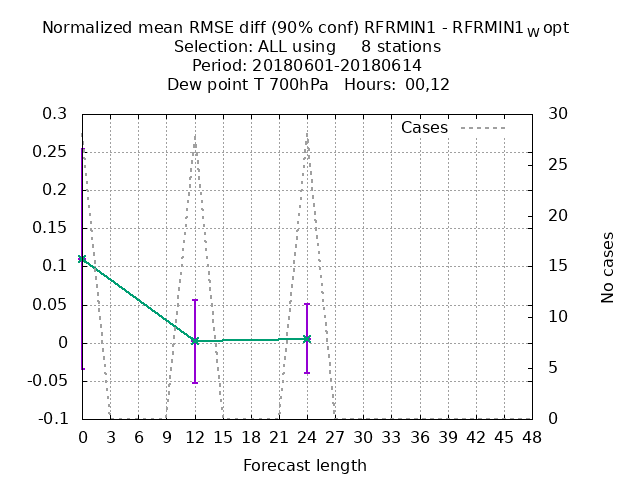 Normalized mean RMSE diff (90% conf) RFRMIN1 - RFRMIN1W opt
Selection: ALL using 8 stations
Period: 20180601-20180614
Dew point T 700hPa Hours: 00,12
Cases
0.3
0.25
0.2
0.15
0.1
0.05
0
-0.05
-0.1
30
25
20
15
10
5
0
No cases
0 3 6 9 12 15 18 21 24 27 30 33 36 39 42 45 48
Forecast length